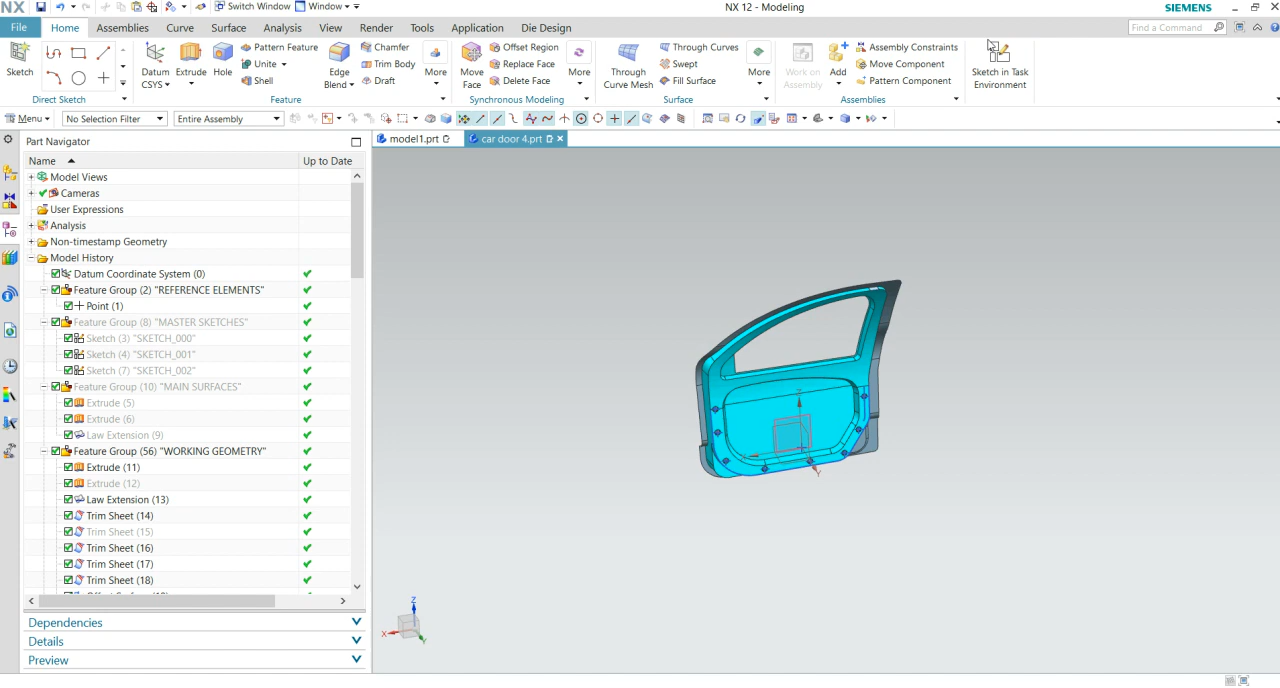 NX
Switch Window Window
NX 12 - Modeling
SIEMENS
File Home Assemblies Curve Surface Analysis View Render Tools Application Die Design
Find a Command
Sketch
Direct Sketch
Datum CSYS
Extrude
Hole
Pattern Feature
Unite
Shell
Edge Blend
Chamfer
Trim Body
Draft
More
Feature
Move Face
Offset Region
Replace Face
Delete Face
More
Synchronous Modeling
Through Curve Mesh
Through Curves
Swept
Fill Surface
More
Surface
Work on Assembly
Add
Assembly Constraints
Move Component
Pattern Component
Assemblies
Sketch in Task Environment
Menu
No Selection Filter
Entire Assembly
Part Navigator
model1.prt
car door 4.prt
Name Up to Date
Model Views
Cameras
User Expressions
Analysis
Non-timestamp Geometry
Model History
Datum Coordinate System (0)
Feature Group (2) "REFERENCE ELEMENTS"
Point (1)
Feature Group (8) "MASTER SKETCHES"
Sketch (3) "SKETCH_000"
Sketch (4) "SKETCH_001"
Sketch (7) "SKETCH_002"
Feature Group (10) "MAIN SURFACES"
Extrude (5)
Extrude (6)
Law Extension (9)
Feature Group (56) "WORKING GEOMETRY"
Extrude (11)
Extrude (12)
Law Extension (13)
Trim Sheet (14)
Trim Sheet (15)
Trim Sheet (16)
Trim Sheet (17)
Trim Sheet (18)
Dependencies
Details
Preview
Z
X
Y